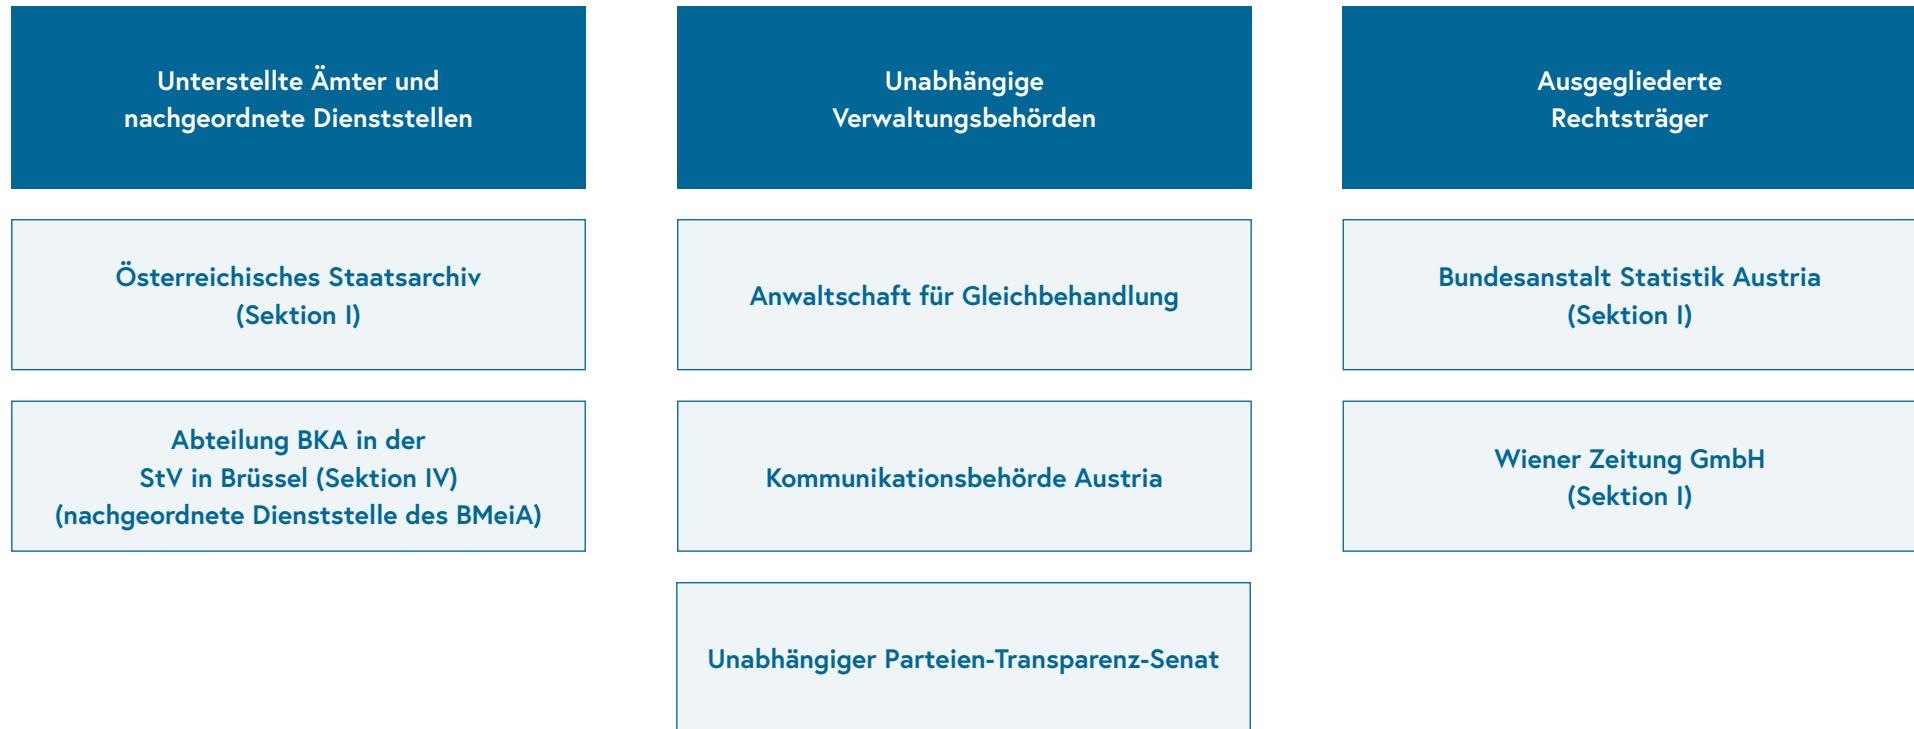 Unterstellte Ämter und
nachgeordnete Dienststellen
Österreichisches Staatsarchiv
(Sektion I)
Abteilung BKA in der
StV in Brüssel (Sektion IV)
(nachgeordnete Dienststelle des BMeiA)
Unabhängige
Verwaltungsbehörden
Anwaltschaft für Gleichbehandlung
Kommunikationsbehörde Austria
Unabhängiger Parteien-Transparenz-Senat
Ausgegliederte
Rechtsträger
Bundesanstalt Statistik Austria
(Sektion I)
Wiener Zeitung GmbH
(Sektion I)